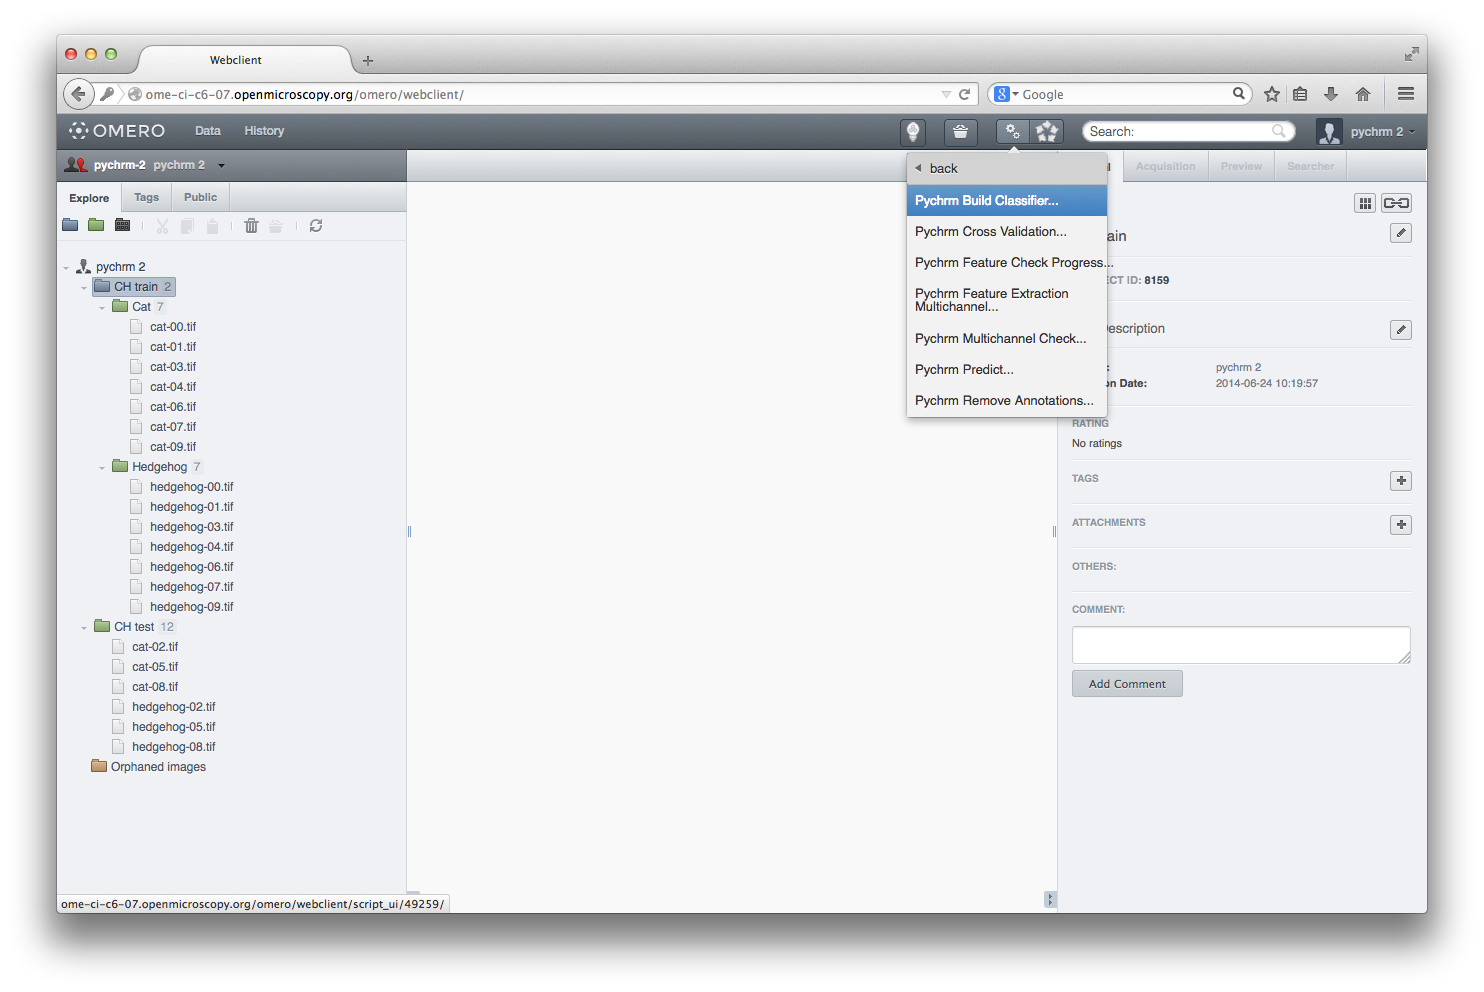 Webclient
ome-ci-c6-07.openmicroscopy.org/omero/webclient/
Google
OMERO
Data
History
Search:
pychrm 2
pychrm-2 pychrm 2
back
Acquisition
Preview
Searcher
Explore
Tags
Public
Pychrm Build Classifier...
Pychrm Cross Validation...
Pychrm Feature Check Progress...
Pychrm Feature Extraction
Multichannel...
Pychrm Multichannel Check...
Pychrm Predict...
Pychrm Remove Annotations...
pychrm 2
CH train 2
Cat 7
cat-00.tif
cat-01.tif
cat-03.tif
cat-04.tif
cat-06.tif
cat-07.tif
cat-09.tif
Hedgehog 7
hedgehog-00.tif
hedgehog-01.tif
hedgehog-03.tif
hedgehog-04.tif
hedgehog-06.tif
hedgehog-07.tif
hedgehog-09.tif
CH test 12
cat-02.tif
cat-05.tif
cat-08.tif
hedgehog-02.tif
hedgehog-05.tif
hedgehog-08.tif
Orphaned images
ain
CT ID: 8159
escription
pychrm 2
on Date: 2014-06-24 10:19:57
RATING
No ratings
TAGS
ATTACHMENTS
OTHERS:
COMMENT:
Add Comment
ome-ci-c6-07.openmicroscopy.org/omero/webclient/script_ui/49259/